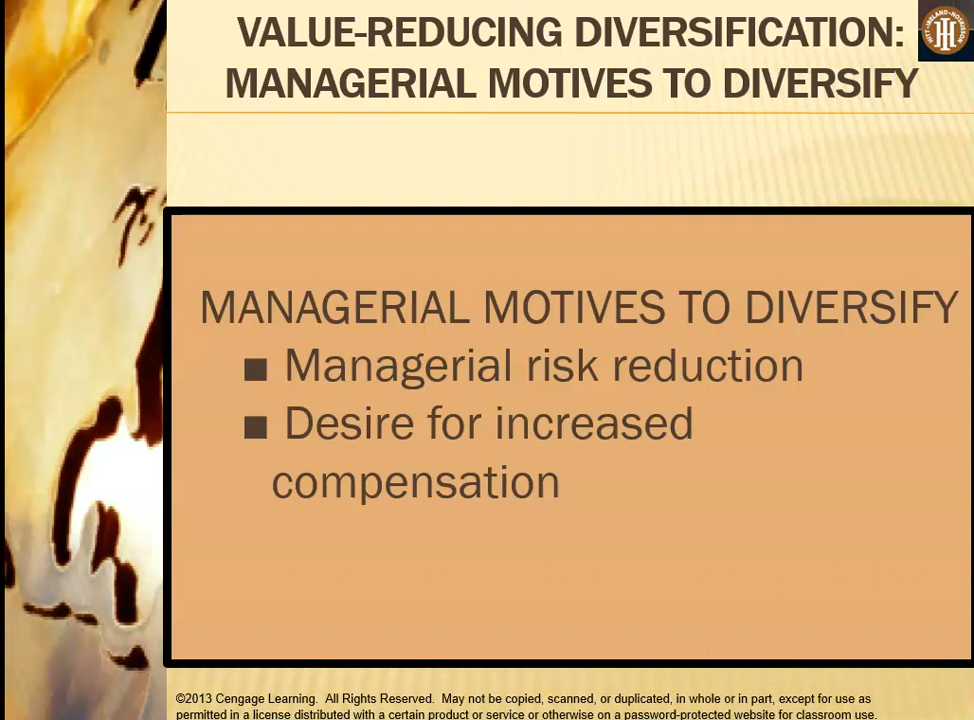 VALUE-REDUCING DIVERSIFICATION:
MANAGERIAL MOTIVES TO DIVERSIFY
HITT·IRELAND·HOSKISSON
MANAGERIAL MOTIVES TO DIVERSIFY
■ Managerial risk reduction
■ Desire for increased
compensation
©2013 Cengage Learning. All Rights Reserved. May not be copied, scanned, or duplicated, in whole or in part, except for use as
permitted in a license distributed with a certain product or service or otherwise on a password-protected website for classroom use.